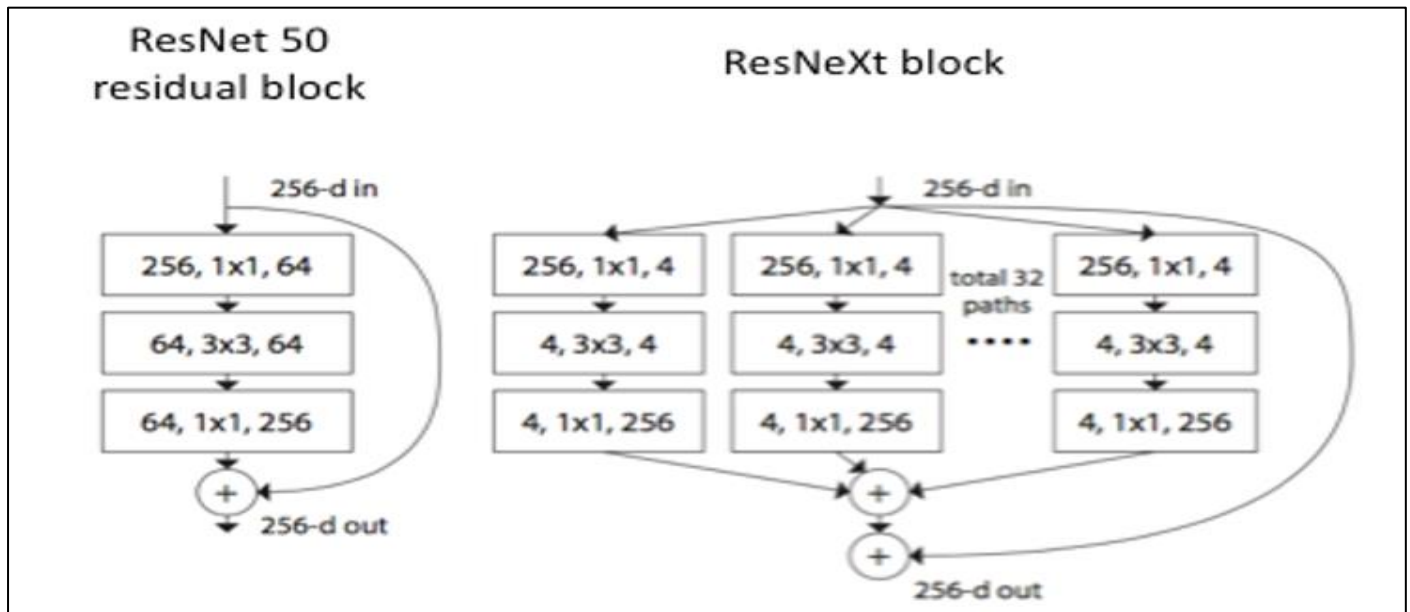 ResNet 50
residual block
256-d in
256, 1x1, 64
64, 3x3, 64
64, 1x1, 256
+
256-d out
ResNeXt block
256-d in
256, 1x1, 4
256, 1x1, 4
total 32
paths
256, 1x1, 4
4, 3x3, 4
4, 3x3, 4
....
4, 3x3, 4
4, 1x1, 256
4, 1x1, 256
4, 1x1, 256
+
+
256-d out